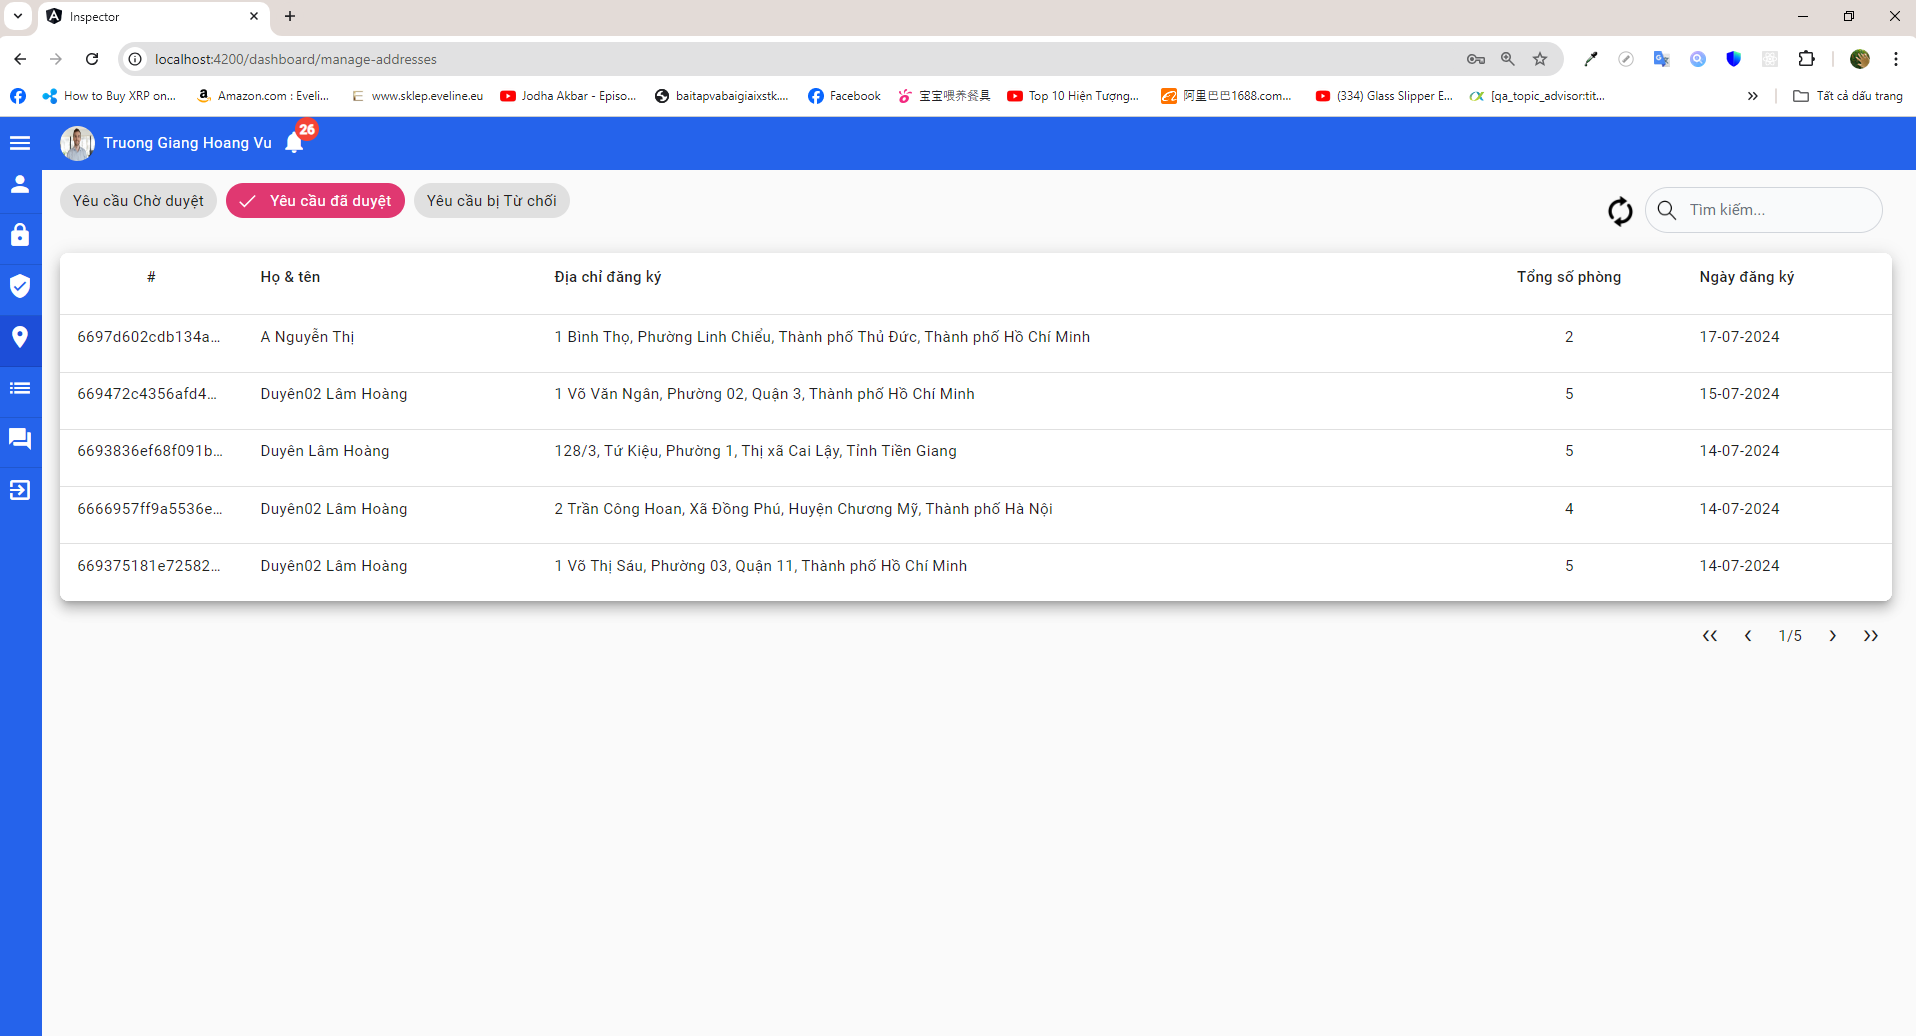 Inspector
localhost:4200/dashboard/manage-addresses
How to Buy XRP on... Amazon.com : Eveli... www.sklep.eveline.eu Jodha Akbar - Episo... baitapvabaigiaixstk.... Facebook 宝宝喂养餐具 Top 10 Hiện Tượng... 阿里巴巴1688.com... (334) Glass Slipper E... [qa_topic_advisor:tit... Tất cả dấu trang
Truong Giang Hoang Vu 26
Yêu cầu Chờ duyệt Yêu cầu đã duyệt Yêu cầu bị Từ chối Tìm kiếm...
# Họ & tên Địa chỉ đăng ký Tổng số phòng Ngày đăng ký
6697d602cdb134a... A Nguyễn Thị 1 Bình Thọ, Phường Linh Chiểu, Thành phố Thủ Đức, Thành phố Hồ Chí Minh 2 17-07-2024
669472c4356afd4... Duyên02 Lâm Hoàng 1 Võ Văn Ngân, Phường 02, Quận 3, Thành phố Hồ Chí Minh 5 15-07-2024
6693836ef68f091b... Duyên Lâm Hoàng 128/3, Tứ Kiệu, Phường 1, Thị xã Cai Lậy, Tỉnh Tiền Giang 5 14-07-2024
6666957ff9a5536e... Duyên02 Lâm Hoàng 2 Trần Công Hoan, Xã Đồng Phú, Huyện Chương Mỹ, Thành phố Hà Nội 4 14-07-2024
669375181e72582... Duyên02 Lâm Hoàng 1 Võ Thị Sáu, Phường 03, Quận 11, Thành phố Hồ Chí Minh 5 14-07-2024
1/5